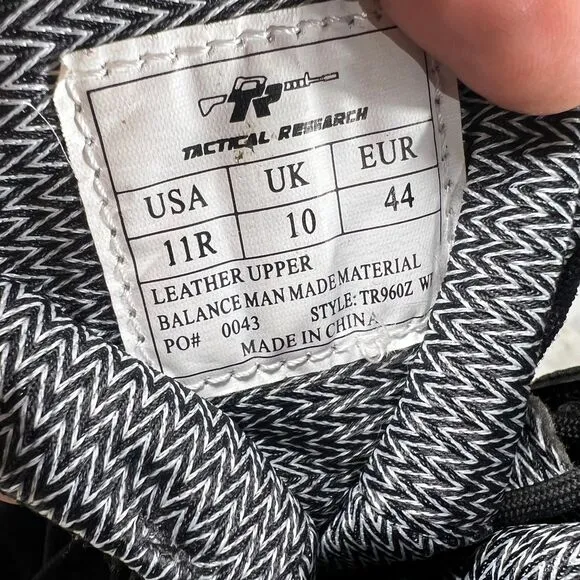 TR
TACTICAL RESEARCH
USA UK EUR
11R 10 44
LEATHER UPPER
BALANCE MAN MADE MATERIAL
PO# 0043 STYLE: TR960Z
MADE IN CHINA